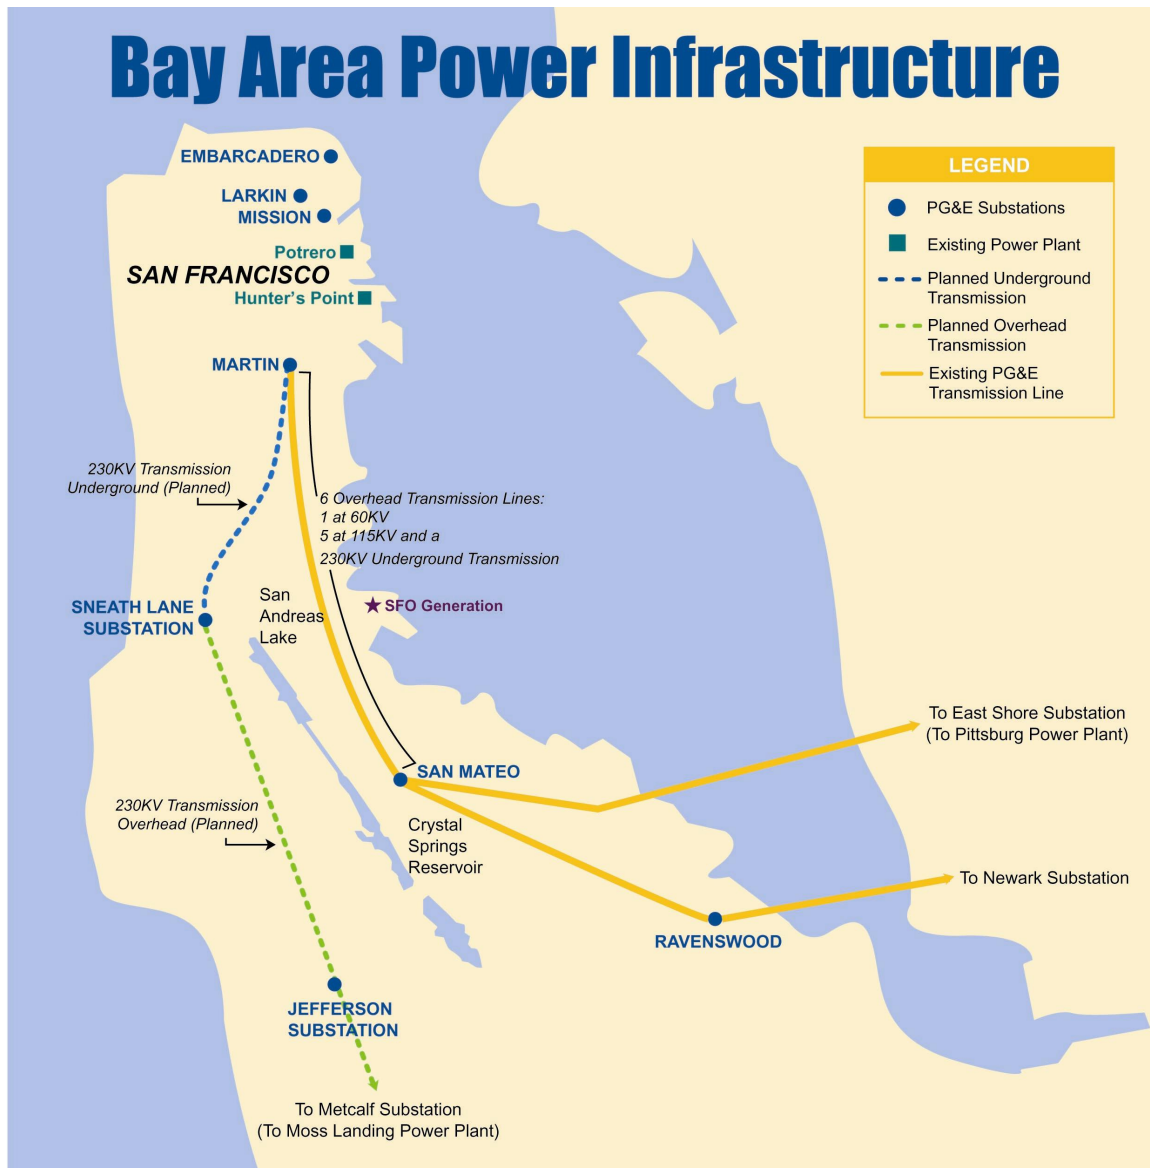 Bay Area Power Infrastructure
EMBARCADERO
LARKIN
MISSION
Potrero
SAN FRANCISCO
Hunter's Point
MARTIN
LEGEND
PG&E Substations
Existing Power Plant
Planned Underground
Transmission
Planned Overhead
Transmission
Existing PG&E
Transmission Line
230KV Transmission
Underground (Planned)
6 Overhead Transmission Lines:
1 at 60KV
5 at 115KV and a
230KV Underground Transmission
SNEATH LANE
SUBSTATION
San
Andreas
Lake
SFO Generation
To East Shore Substation
(To Pittsburg Power Plant)
SAN MATEO
230KV Transmission
Overhead (Planned)
Crystal
Springs
Reservoir
To Newark Substation
RAVENSWOOD
JEFFERSON
SUBSTATION
To Metcalf Substation
(To Moss Landing Power Plant)